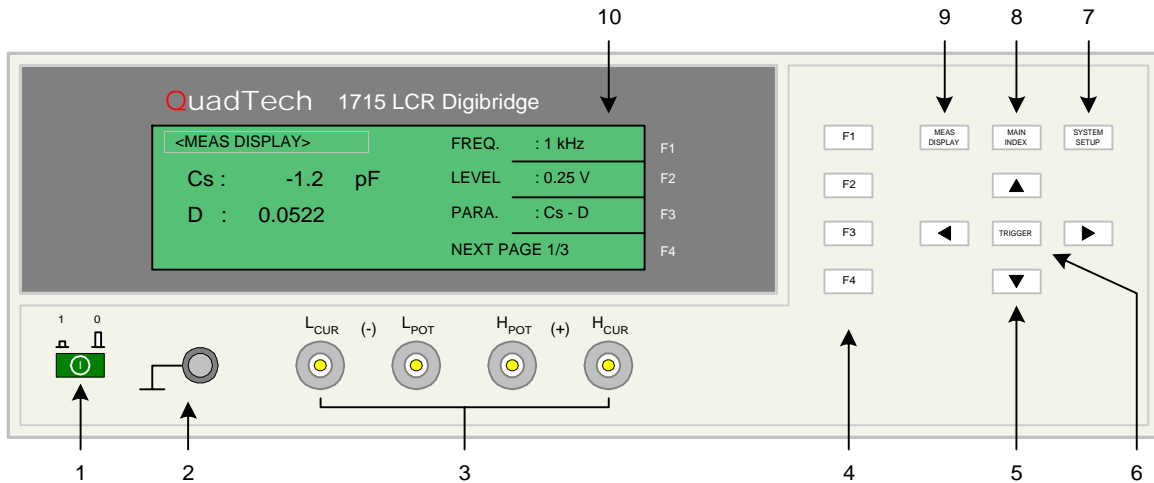 10
9
8
7
QuadTech 1715 LCR Digibridge
<MEAS DISPLAY>
Cs : -1.2 pF
D : 0.0522
FREQ. : 1 kHz
LEVEL : 0.25 V
PARA. : Cs - D
NEXT PAGE 1/3
F1
F2
F3
F4
F1
F2
F3
F4
MEAS
DISPLAY
MAIN
INDEX
SYSTEM
SETUP
TRIGGER
1 0
LCUR (-) LPOT HPOT (+) HCUR
1
2
3
4
5
6